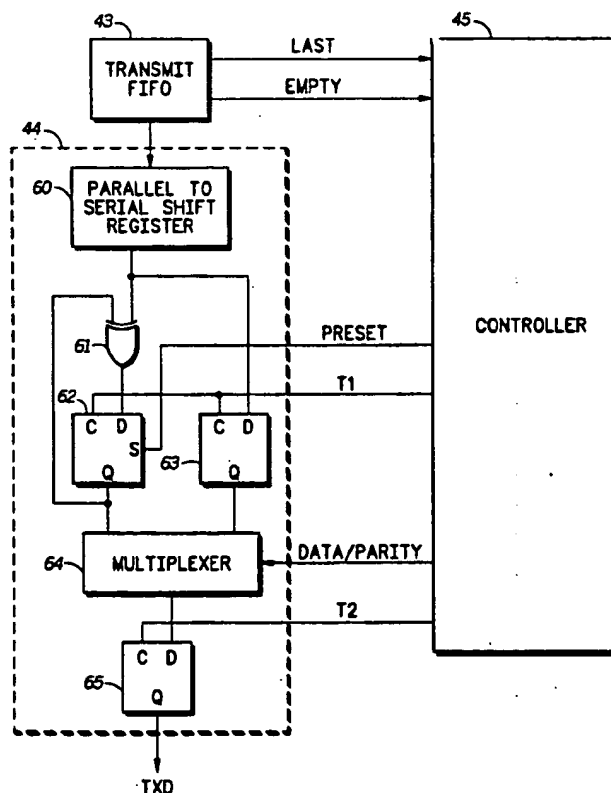 43
TRANSMIT
FIFO
LAST
EMPTY
45
CONTROLLER
44
60
PARALLEL TO
SERIAL SHIFT
REGISTER
61
PRESET
T1
62
C D
S
Q
63
C D
Q
64
MULTIPLEXER
DATA/PARITY
T2
65
C D
Q
TXD